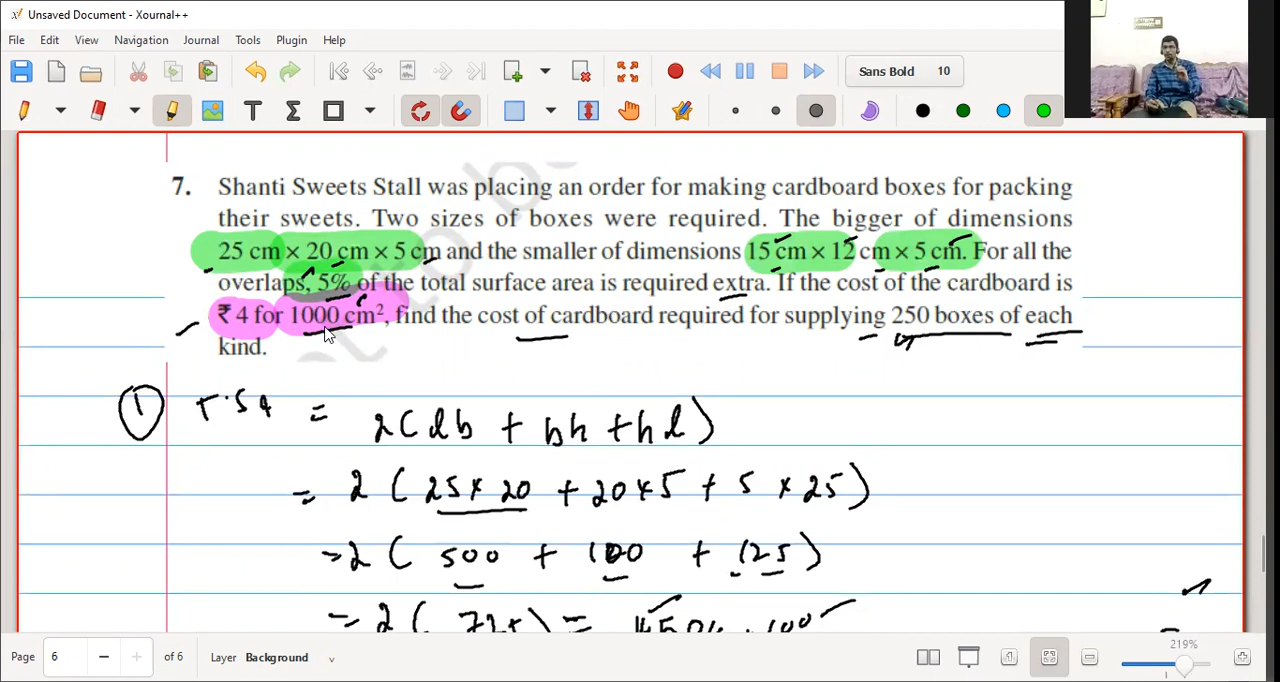 Unsaved Document - Xournal++
File Edit View Navigation Journal Tools Plugin Help
Sans Bold 10
7. Shanti Sweets Stall was placing an order for making cardboard boxes for packing
their sweets. Two sizes of boxes were required. The bigger of dimensions
25 cm × 20 cm × 5 cm and the smaller of dimensions 15 cm × 12 cm × 5 cm. For all the
overlaps, 5% of the total surface area is required extra. If the cost of the cardboard is
₹ 4 for 1000 cm², find the cost of cardboard required for supplying 250 boxes of each
kind.
① T.S.A = 2(lb + bh + hl)
= 2 ( 25 × 20 + 20 × 5 + 5 × 25 )
= 2 ( 500 + 100 + 125 )
= 2 ( 725 ) =
219%
Page 6 of 6 Layer Background